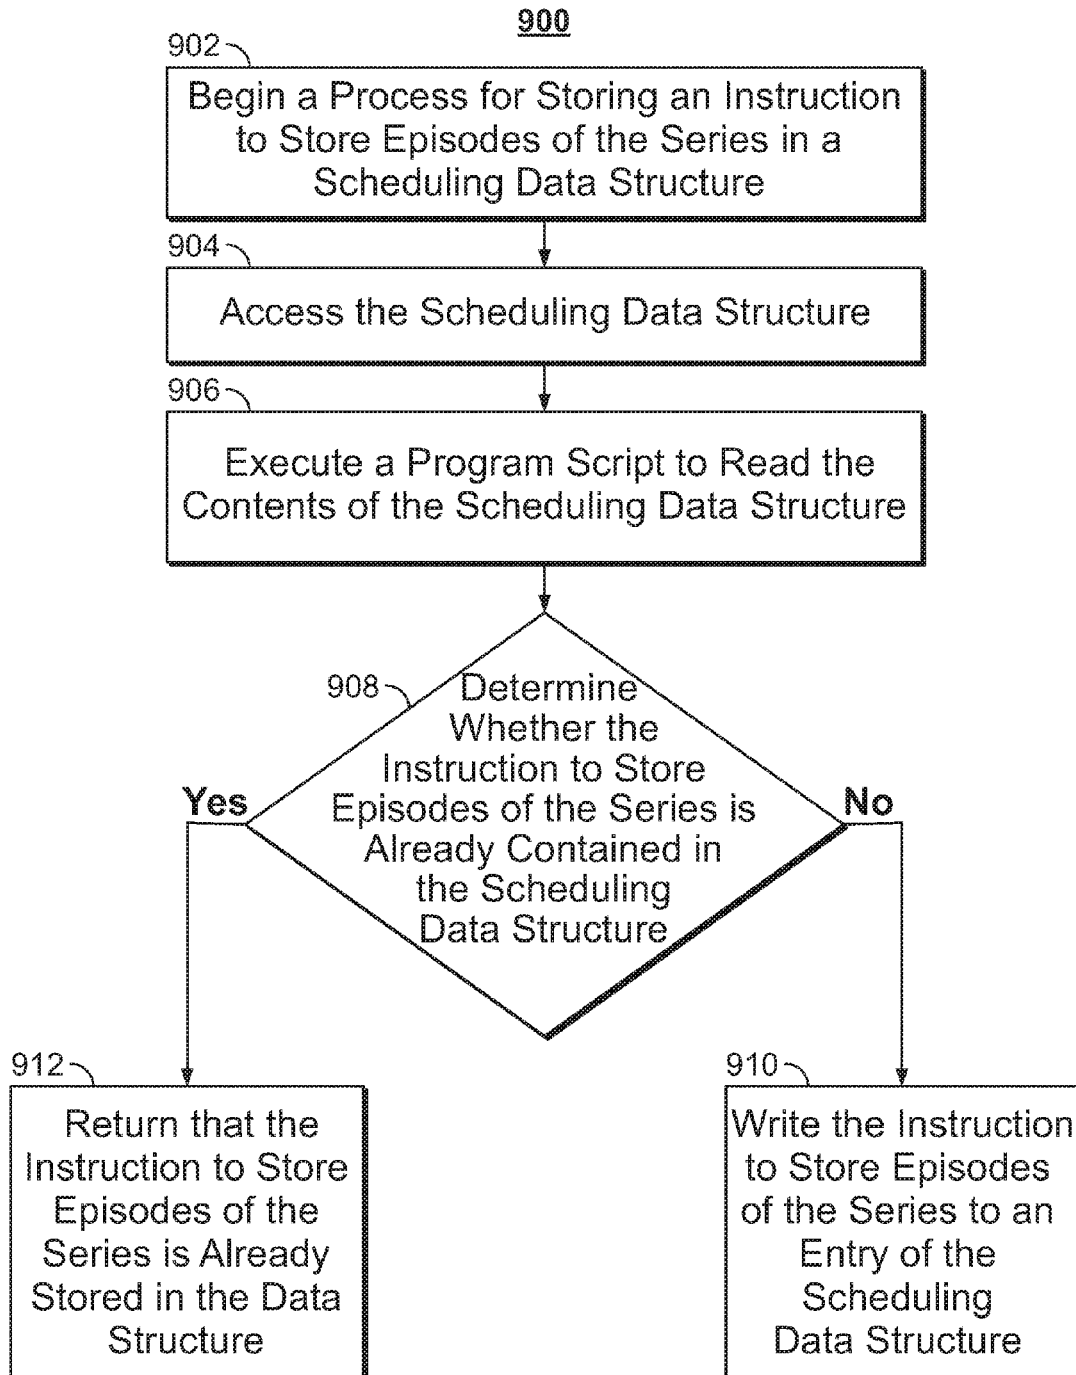 900
902
Begin a Process for Storing an Instruction
to Store Episodes of the Series in a
Scheduling Data Structure
904
Access the Scheduling Data Structure
906
Execute a Program Script to Read the
Contents of the Scheduling Data Structure
908
Determine
Whether the
Instruction to Store
Episodes of the Series is
Already Contained in
the Scheduling
Data Structure
Yes
No
912
Return that the
Instruction to Store
Episodes of the
Series is Already
Stored in the Data
Structure
910
Write the Instruction
to Store Episodes
of the Series to an
Entry of the
Scheduling
Data Structure